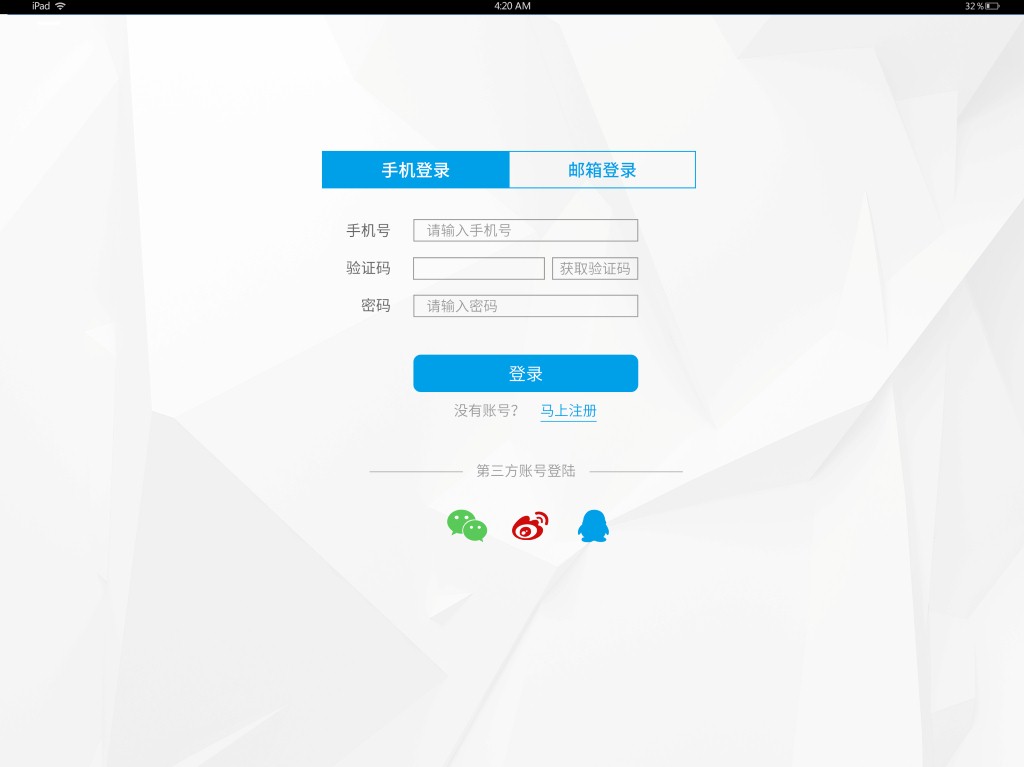 iPad 4:20 AM 32%
手机登录 邮箱登录
手机号 请输入手机号
验证码 获取验证码
密码 请输入密码
登录
没有账号? 马上注册
第三方账号登陆